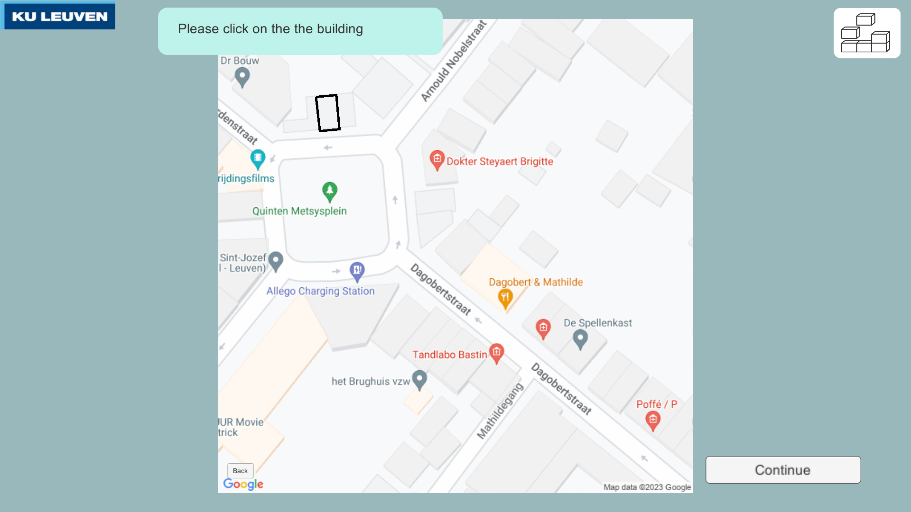 KU LEUVEN
Please click on the the building
Dr Bouw
Arnould Nobelstraat
rdenstraat
Dokter Steyaert Brigitte
rijdingsfilms
Quinten Metsysplein
Sint-Jozef
l - Leuven)
Allego Charging Station
Dagobertstraat
Dagobert & Mathilde
De Spellenkast
Tandlabo Bastin
het Brughuis vzw
Dagobertstraat
Mathildegang
Poffé / P
UR Movie
trick
Back
Google
Map data ©2023 Google
Continue